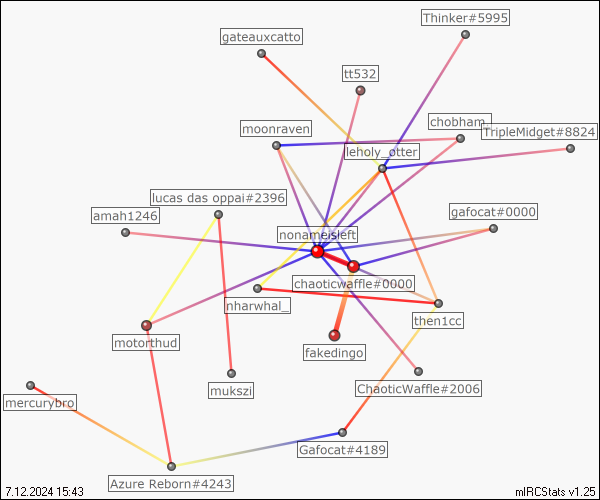 Thinker#5995
gateauxcatto
tt532
chobham_
moonraven
TripleMidget#8824
leholy_otter
lucas das oppai#2396
amah1246
gafocat#0000
nonameisleft
chaoticwaffle#0000
nharwhal_
then1cc
motorthud
fakedingo
mukszi
ChaoticWaffle#2006
mercurybro
Gafocat#4189
Azure Reborn#4243
7.12.2024 15:43
mIRCStats v1.25